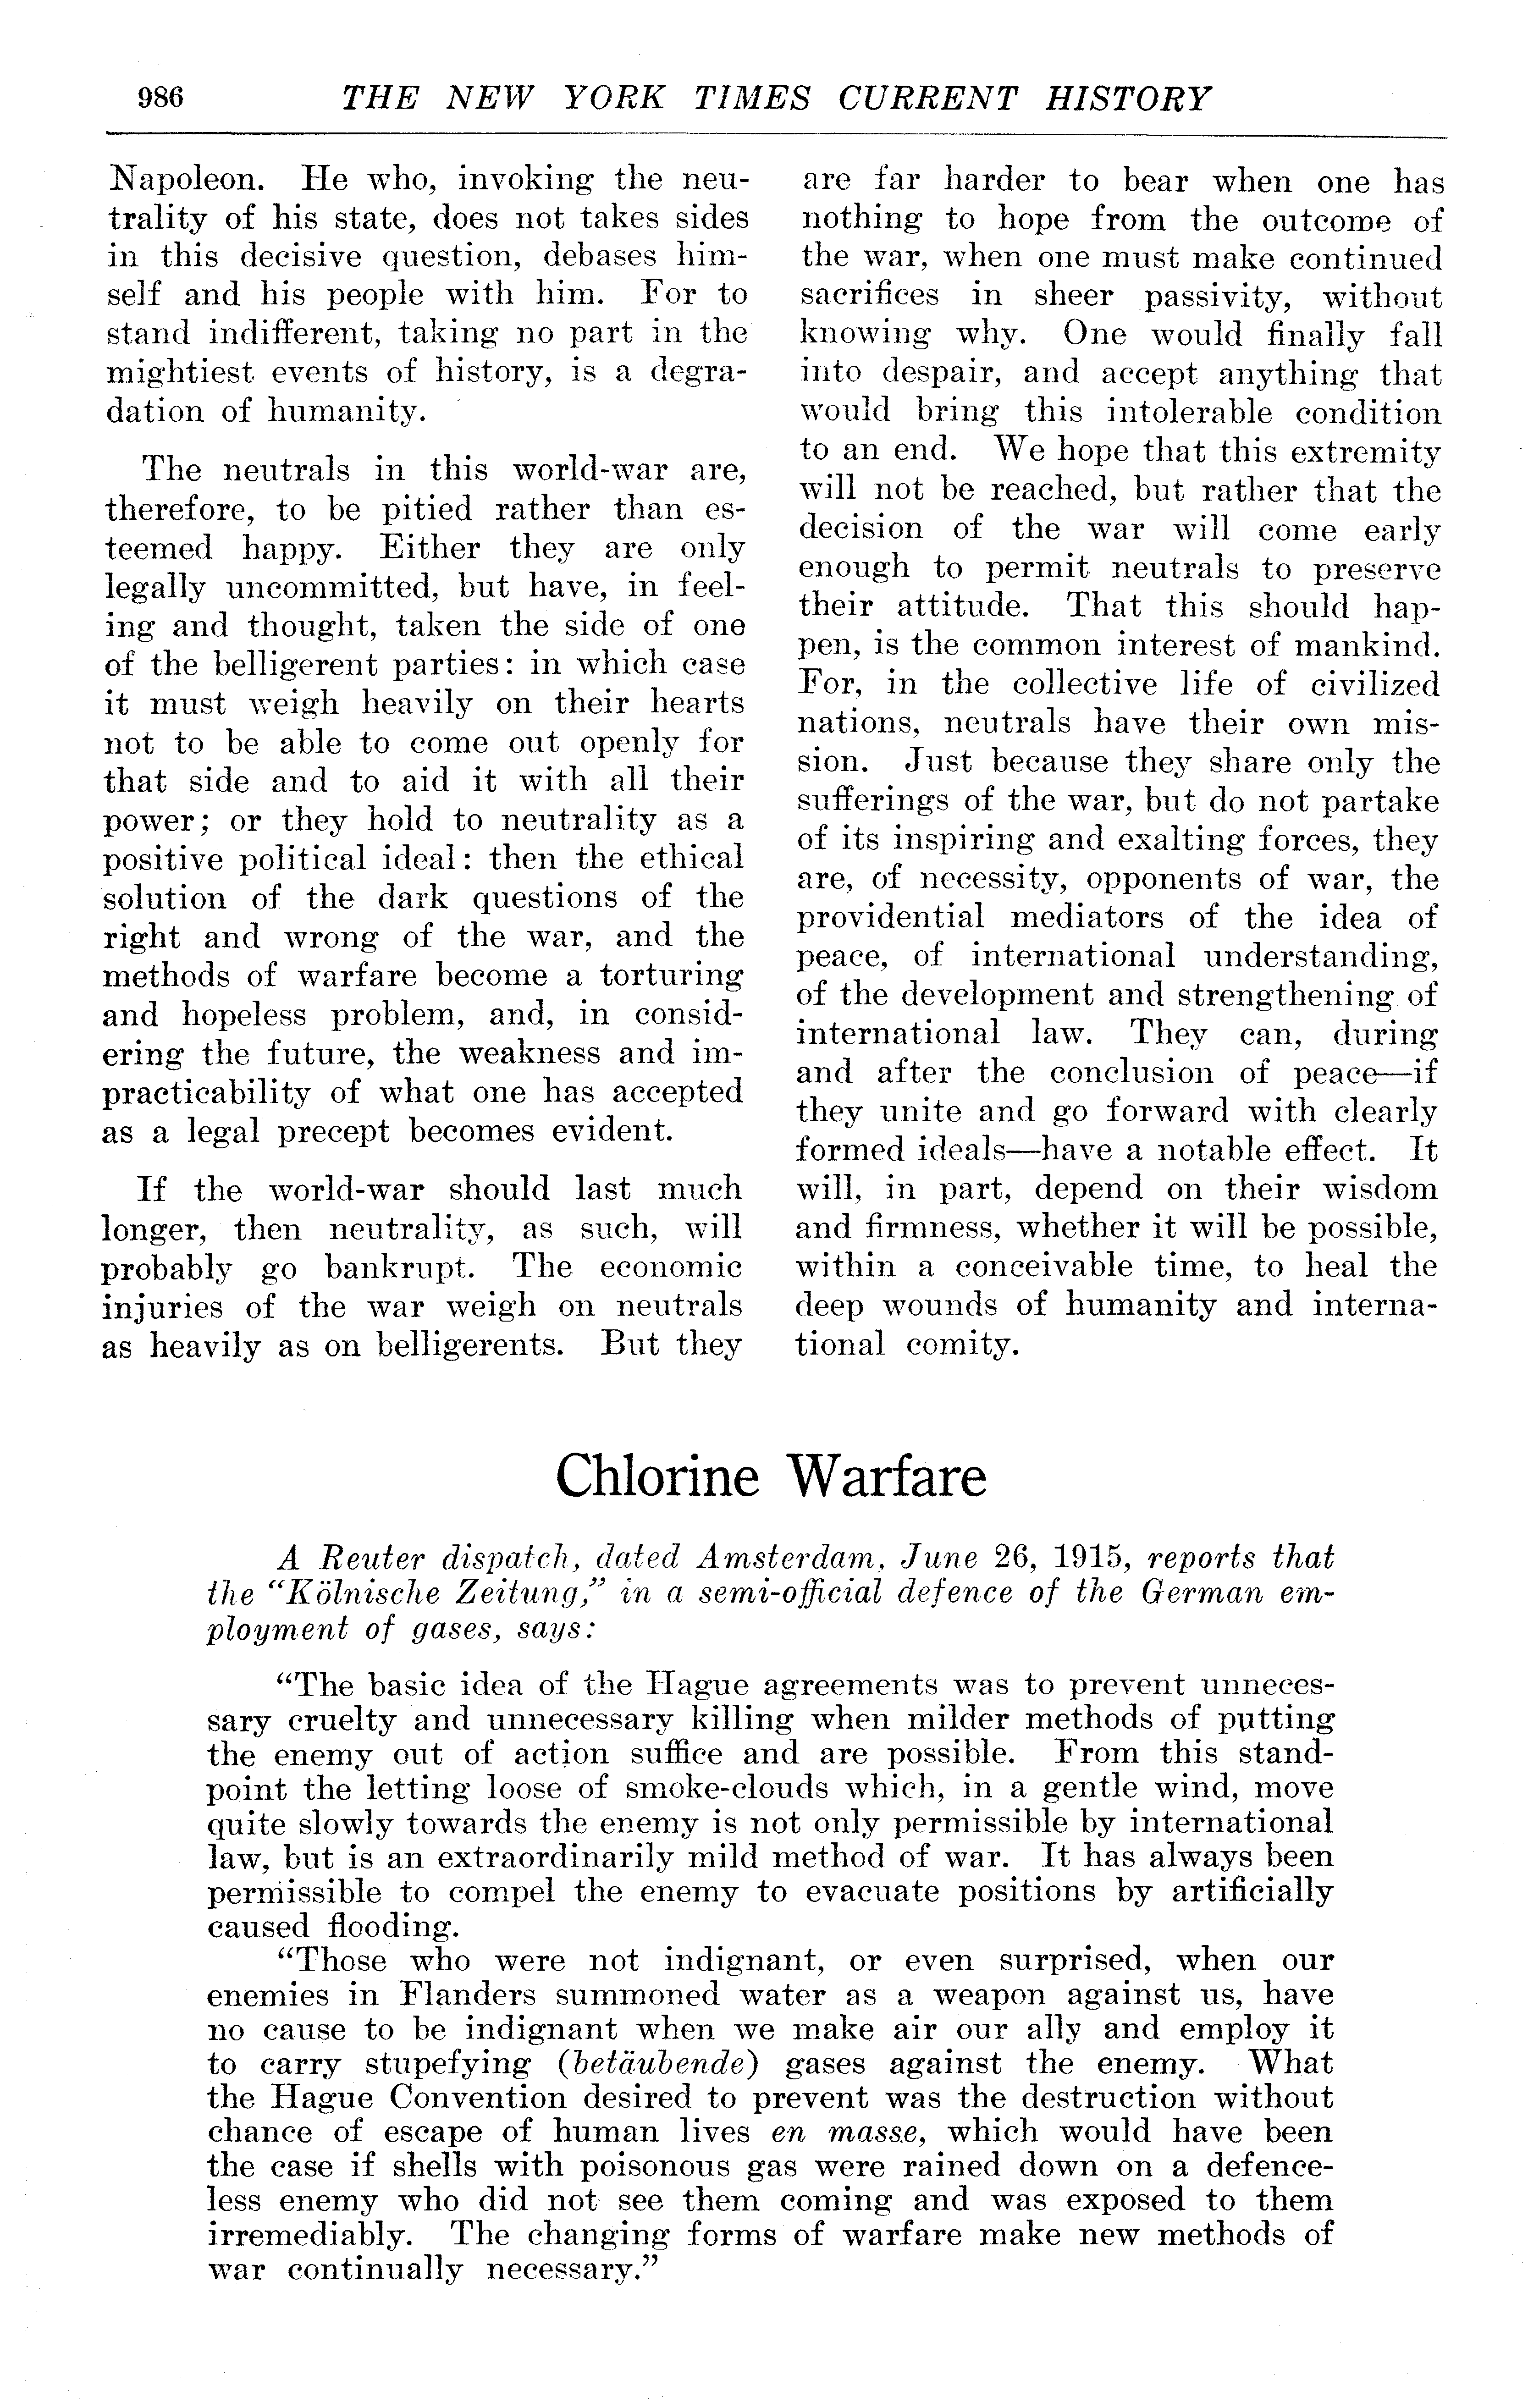 986 THE NEW YORK TIMES CURRENT HISTORY
Napoleon. He who, invoking the neu-
trality of his state, does not takes sides
in this decisive question, debases him-
self and his people with him. For to
stand indifferent, taking no part in the
mightiest events of history, is a degra-
dation of humanity.
The neutrals in this world-war are,
therefore, to be pitied rather than es-
teemed happy. Either they are only
legally uncommitted, but have, in feel-
ing and thought, taken the side of one
of the belligerent parties: in which case
it must weigh heavily on their hearts
not to be able to come out openly for
that side and to aid it with all their
power; or they hold to neutrality as a
positive political ideal: then the ethical
solution of the dark questions of the
right and wrong of the war, and the
methods of warfare become a torturing
and hopeless problem, and, in consid-
ering the future, the weakness and im-
practicability of what one has accepted
as a legal precept becomes evident.
If the world-war should last much
longer, then neutrality, as such, will
probably go bankrupt. The economic
injuries of the war weigh on neutrals
as heavily as on belligerents. But they
are far harder to bear when one has
nothing to hope from the outcome of
the war, when one must make continued
sacrifices in sheer passivity, without
knowing why. One would finally fall
into despair, and accept anything that
would bring this intolerable condition
to an end. We hope that this extremity
will not be reached, but rather that the
decision of the war will come early
enough to permit neutrals to preserve
their attitude. That this should hap-
pen, is the common interest of mankind.
For, in the collective life of civilized
nations, neutrals have their own mis-
sion. Just because they share only the
sufferings of the war, but do not partake
of its inspiring and exalting forces, they
are, of necessity, opponents of war, the
providential mediators of the idea of
peace, of international understanding,
of the development and strengthening of
international law. They can, during
and after the conclusion of peace—if
they unite and go forward with clearly
formed ideals—have a notable effect. It
will, in part, depend on their wisdom
and firmness, whether it will be possible,
within a conceivable time, to heal the
deep wounds of humanity and interna-
tional comity.
Chlorine Warfare
A Reuter dispatch, dated Amsterdam, June 26, 1915, reports that
the "Kölnische Zeitung," in a semi-official defence of the German em-
ployment of gases, says:
"The basic idea of the Hague agreements was to prevent unneces-
sary cruelty and unnecessary killing when milder methods of putting
the enemy out of action suffice and are possible. From this stand-
point the letting loose of smoke-clouds which, in a gentle wind, move
quite slowly towards the enemy is not only permissible by international
law, but is an extraordinarily mild method of war. It has always been
permissible to compel the enemy to evacuate positions by artificially
caused flooding.
"Those who were not indignant, or even surprised, when our
enemies in Flanders summoned water as a weapon against us, have
no cause to be indignant when we make air our ally and employ it
to carry stupefying (betäubende) gases against the enemy. What
the Hague Convention desired to prevent was the destruction without
chance of escape of human lives en masse, which would have been
the case if shells with poisonous gas were rained down on a defence-
less enemy who did not see them coming and was exposed to them
irremediably. The changing forms of warfare make new methods of
war continually necessary."